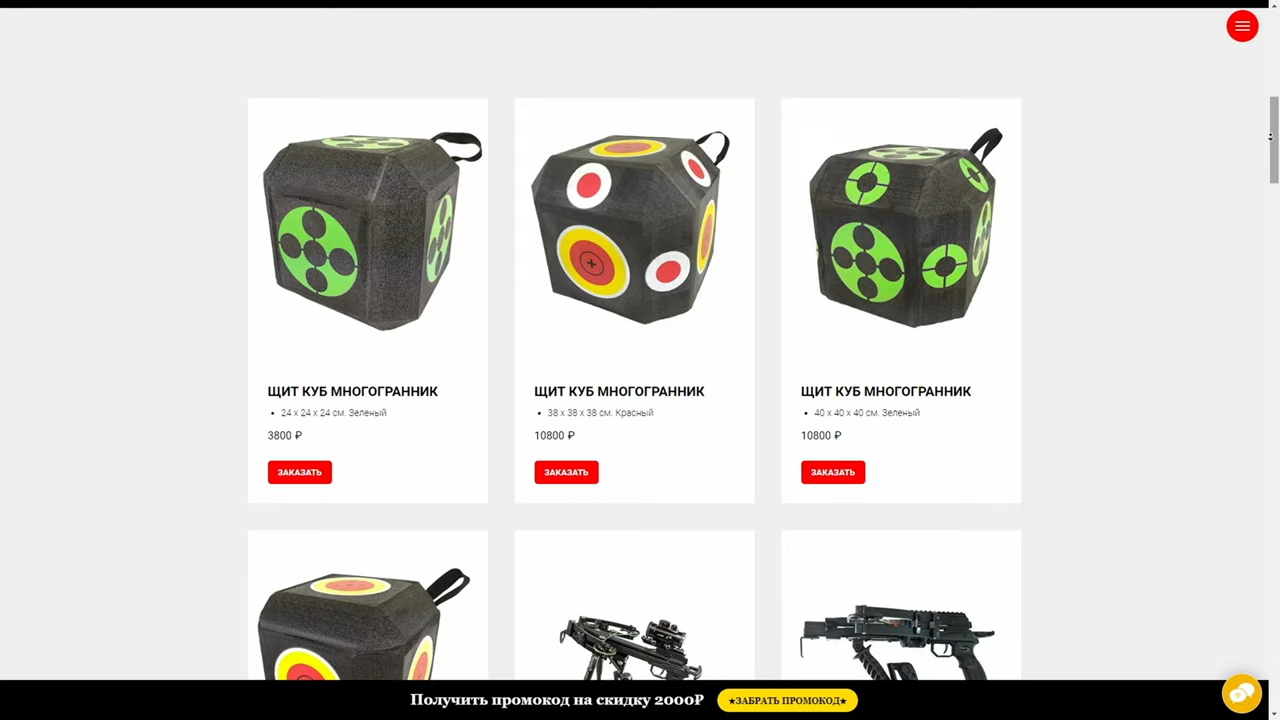 ЩИТ КУБ МНОГОГРАННИК
24 x 24 x 24 см. Зеленый
3800 ₽
ЗАКАЗАТЬ
ЩИТ КУБ МНОГОГРАННИК
38 x 38 x 38 см. Красный
10800 ₽
ЗАКАЗАТЬ
ЩИТ КУБ МНОГОГРАННИК
40 x 40 x 40 см. Зеленый
10800 ₽
ЗАКАЗАТЬ
Получить промокод на скидку 2000₽
★ЗАБРАТЬ ПРОМОКОД★